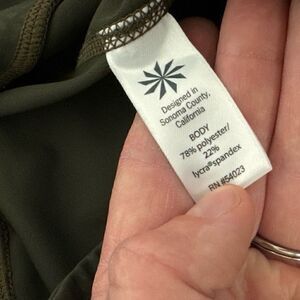 Designed in
Sonoma County,
California
BODY
78% polyester/
22%
lycra®spandex
RN #54023